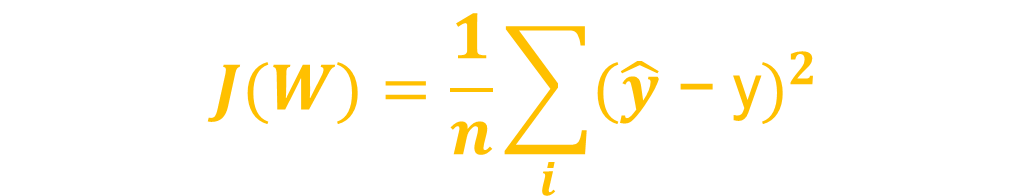 J(W) = 1/n ∑_i (ŷ − y)²